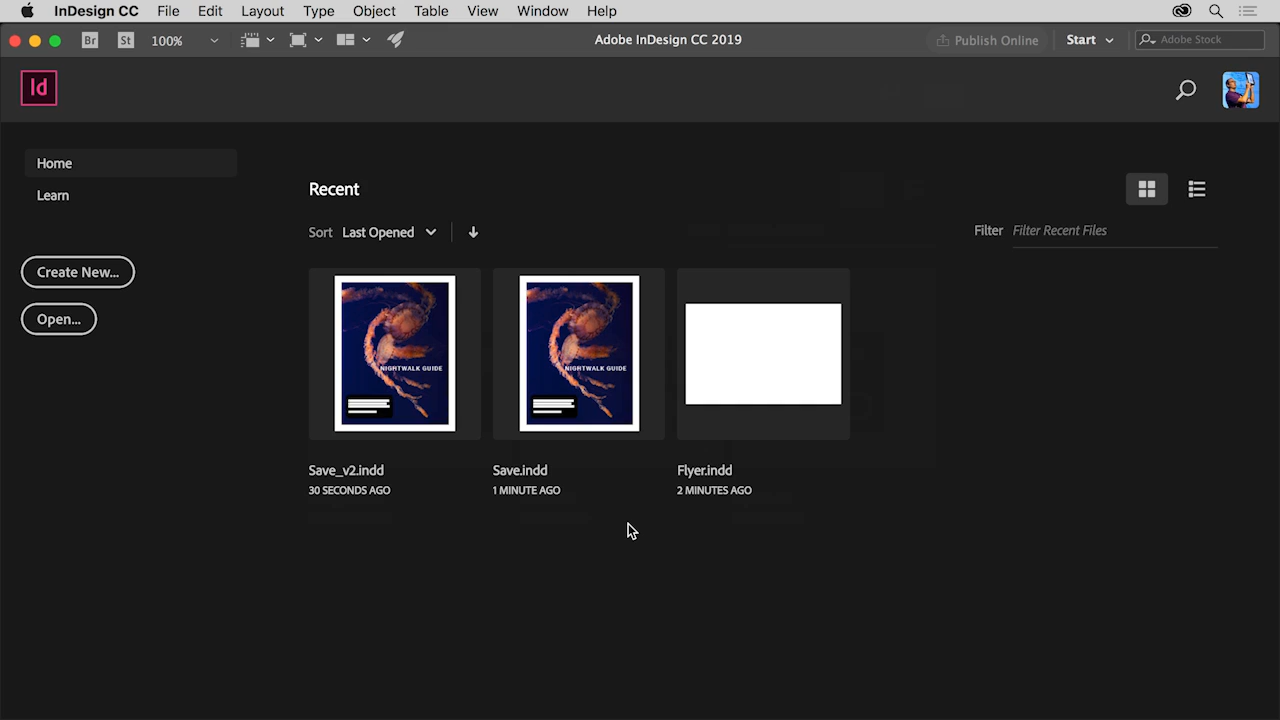 InDesign CC File Edit Layout Type Object Table View Window Help
Br St 100% Adobe InDesign CC 2019 Publish Online Start Adobe Stock
Id
Home
Learn
Recent
Sort Last Opened Filter Filter Recent Files
Create New...
Open...
NIGHTWALK GUIDE NIGHTWALK GUIDE
Save_v2.indd Save.indd Flyer.indd
30 SECONDS AGO 1 MINUTE AGO 2 MINUTES AGO